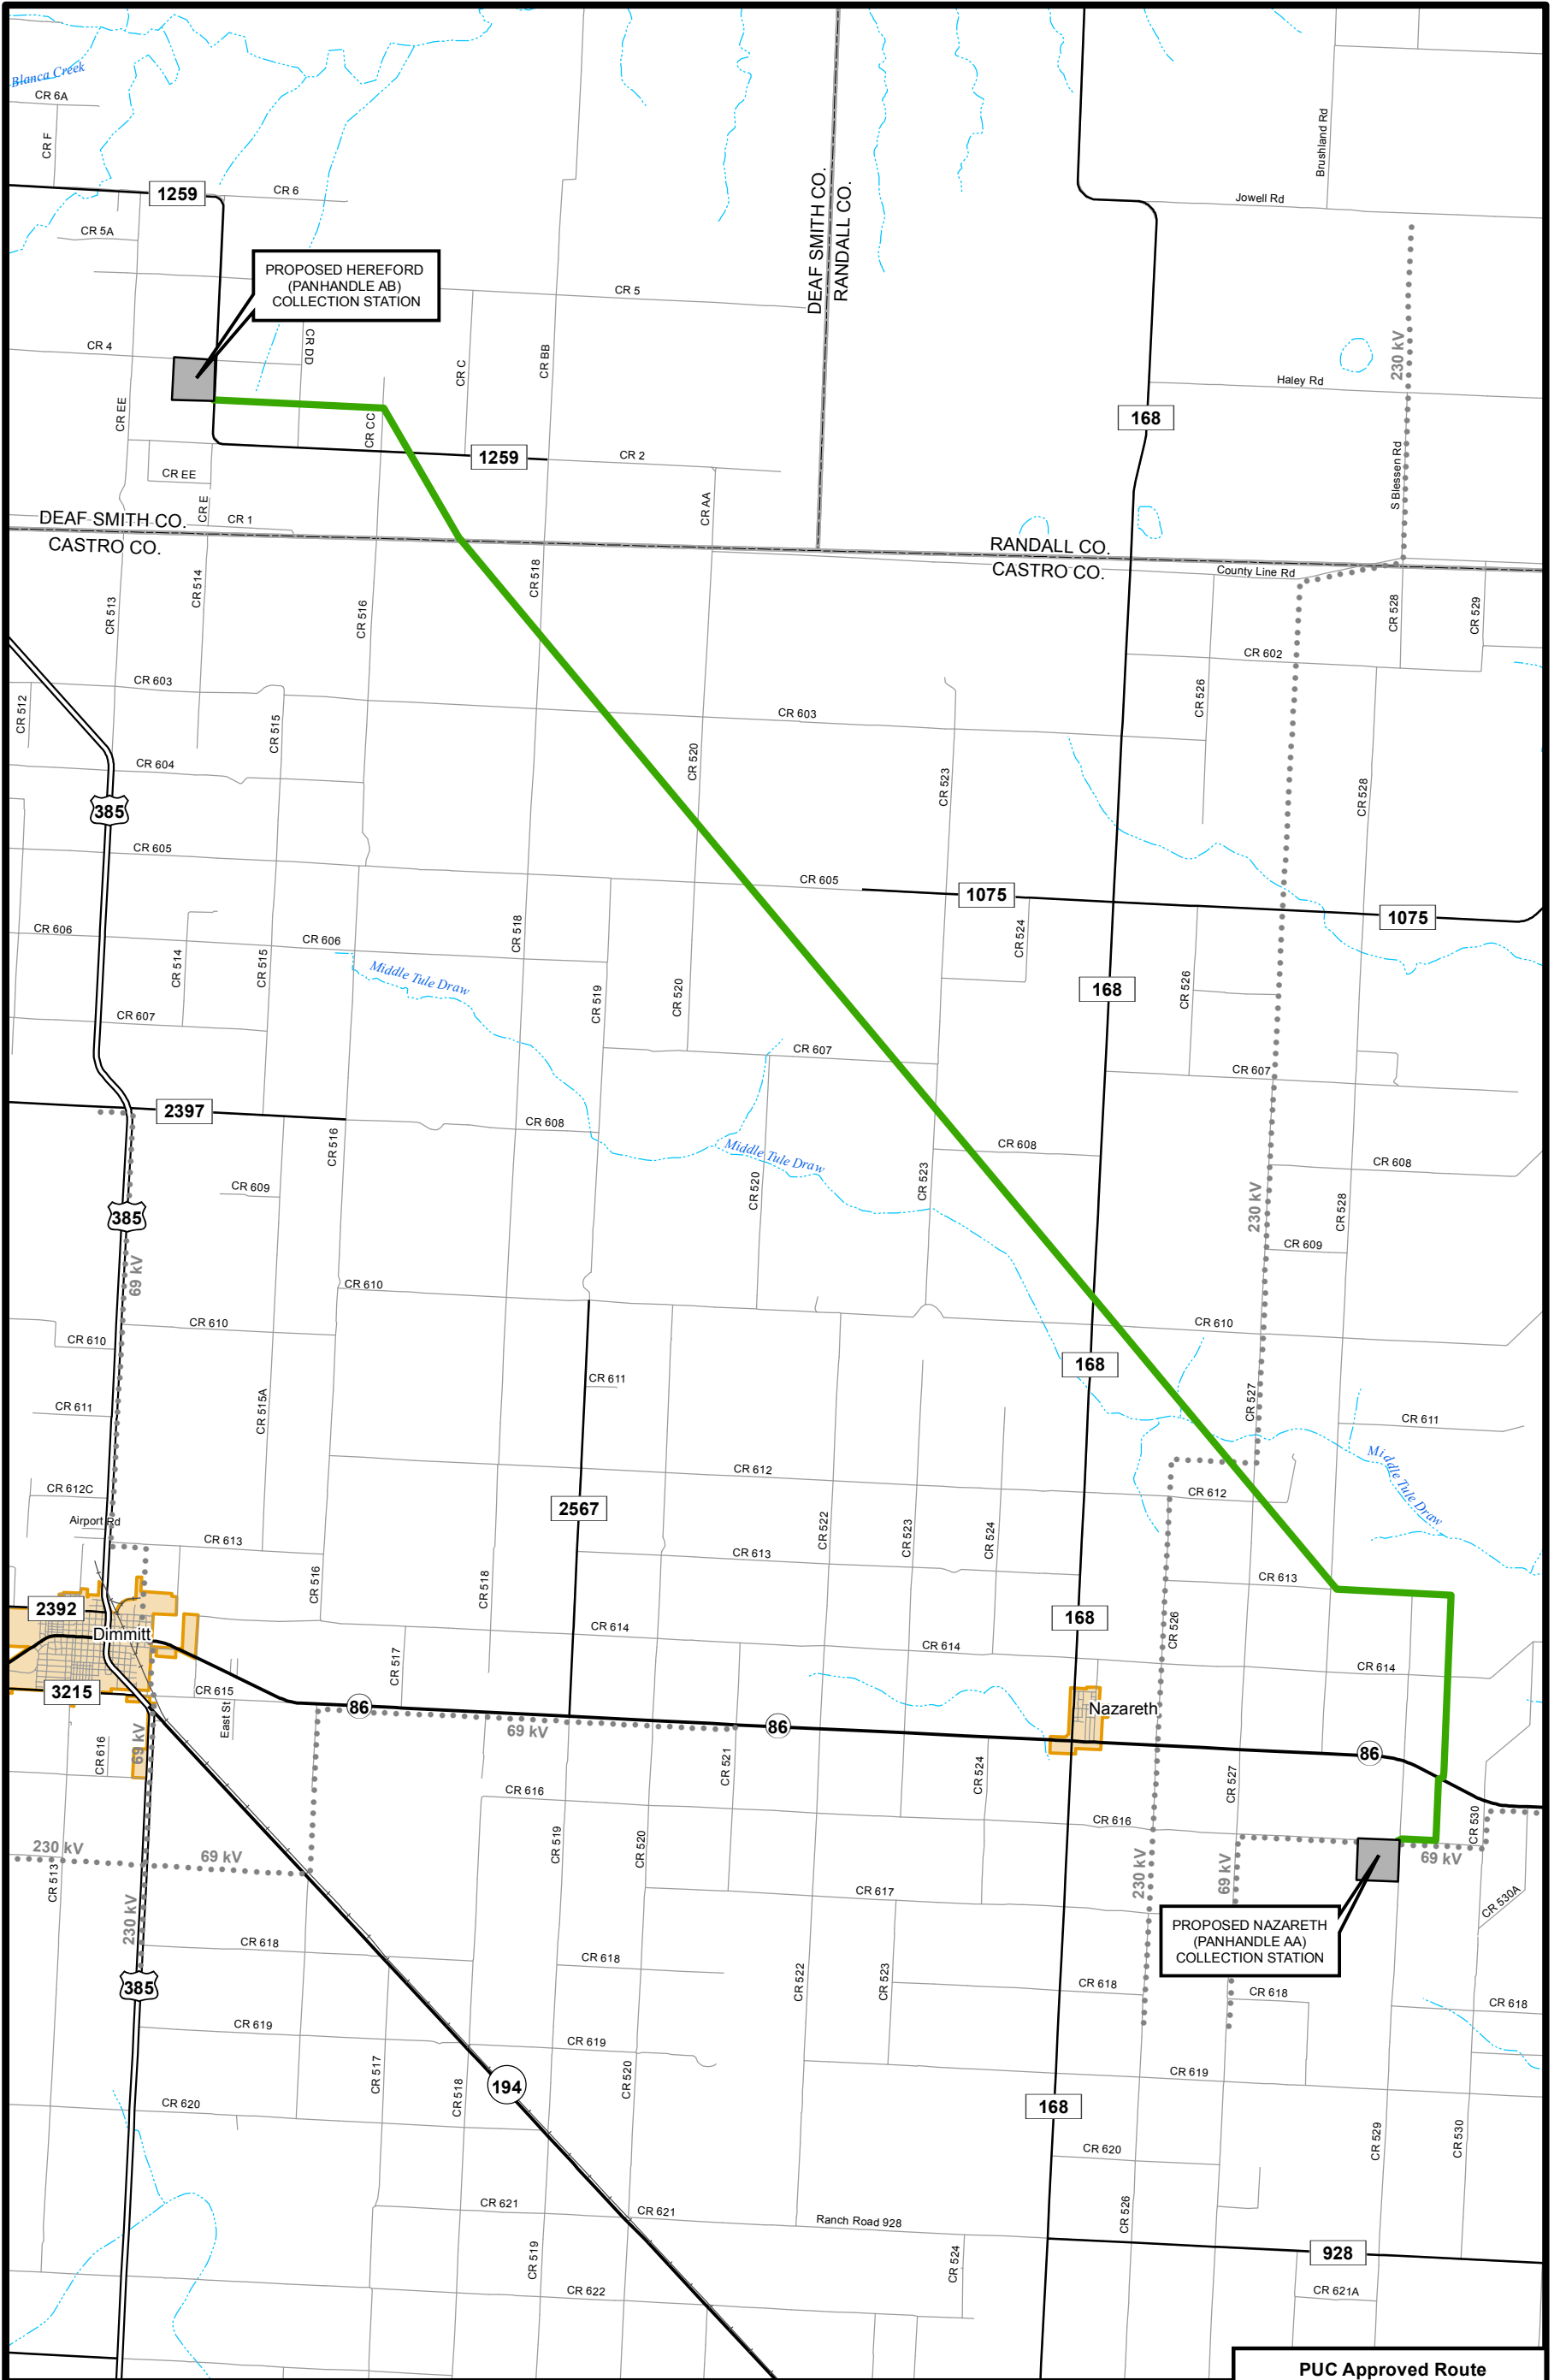 Blanca Creek
CR 6A
CR F
1259
CR 6
CR 5A
Brushland Rd
Jowell Rd
DEAF SMITH CO.
RANDALL CO.
PROPOSED HEREFORD
(PANHANDLE AB)
COLLECTION STATION
CR 5
CR 4
CR DD
CR C
CR BB
230 kV
Haley Rd
CR EE
CR CC
168
1259
CR 2
CR EE
CR E
CR AA
S Blessen Rd
CR 1
DEAF SMITH CO.
CASTRO CO.
RANDALL CO.
CASTRO CO.
County Line Rd
CR 513
CR 514
CR 516
CR 518
CR 528
CR 529
CR 602
CR 603
CR 512
CR 515
CR 603
CR 526
CR 604
CR 520
CR 523
CR 528
385
CR 605
CR 605
1075
1075
CR 606
CR 606
CR 514
CR 515
CR 518
CR 524
Middle Tule Draw
CR 519
CR 520
168
CR 526
CR 607
CR 607
CR 607
2397
CR 516
CR 608
Middle Tule Draw
CR 608
CR 608
CR 609
CR 520
CR 523
230 kV
CR 528
385
CR 609
69 kV
CR 610
CR 610
CR 610
CR 610
168
CR 611
CR 611
CR 515A
CR 527
CR 611
Middle Tule Draw
CR 612
CR 612
CR 612C
2567
Airport Rd
CR 613
CR 522
CR 523
CR 524
CR 613
CR 613
CR 516
CR 518
2392
Dimmitt
168
CR 526
CR 614
CR 614
CR 614
CR 517
3215
CR 615
East St
86
69 kV
86
Nazareth
86
CR 616
69 kV
CR 521
CR 524
CR 527
CR 616
CR 616
CR 530
230 kV
69 kV
CR 519
CR 520
CR 513
230 kV
230 kV
69 kV
69 kV
CR 617
CR 530A
PROPOSED NAZARETH
(PANHANDLE AA)
COLLECTION STATION
CR 618
CR 618
CR 522
CR 523
CR 618
CR 618
CR 618
385
CR 619
CR 619
CR 619
CR 517
CR 518
194
CR 520
168
CR 620
CR 620
CR 529
CR 530
CR 621
CR 621
Ranch Road 928
CR 526
928
CR 519
CR 524
CR 622
CR 621A
PUC Approved Route